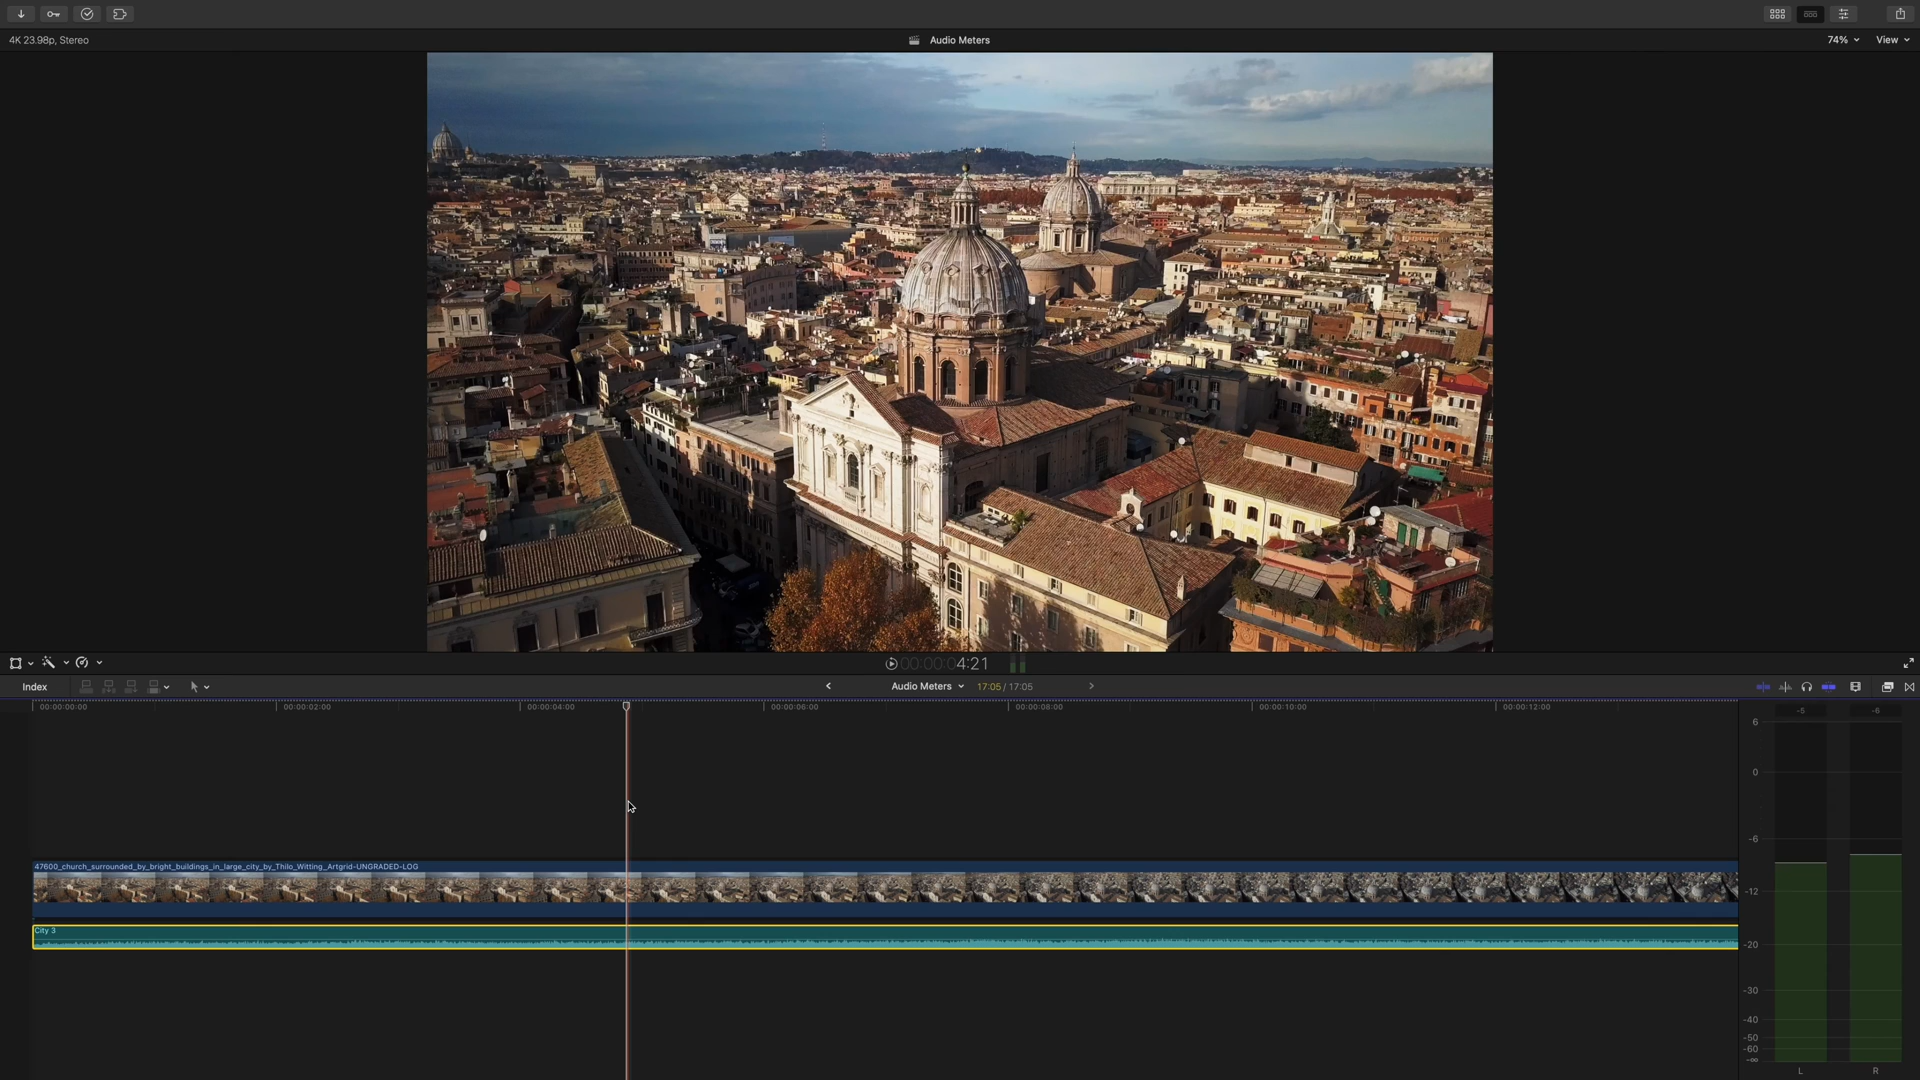 4K 23.98p, Stereo
Audio Meters
74%
View
00:00:00:04:21
Index
Audio Meters
17:05 / 17:05
00:00:00:00
00:00:02:00
00:00:04:00
00:00:06:00
00:00:08:00
00:00:10:00
00:00:12:00
-5
-6
6
0
-6
-12
-20
-30
-40
-50
-60
-∞
L
R
47600_church_surrounded_by_bright_buildings_in_large_city_by_Thilo_Witting_Artgrid-UNGRADED-LOG
City 3